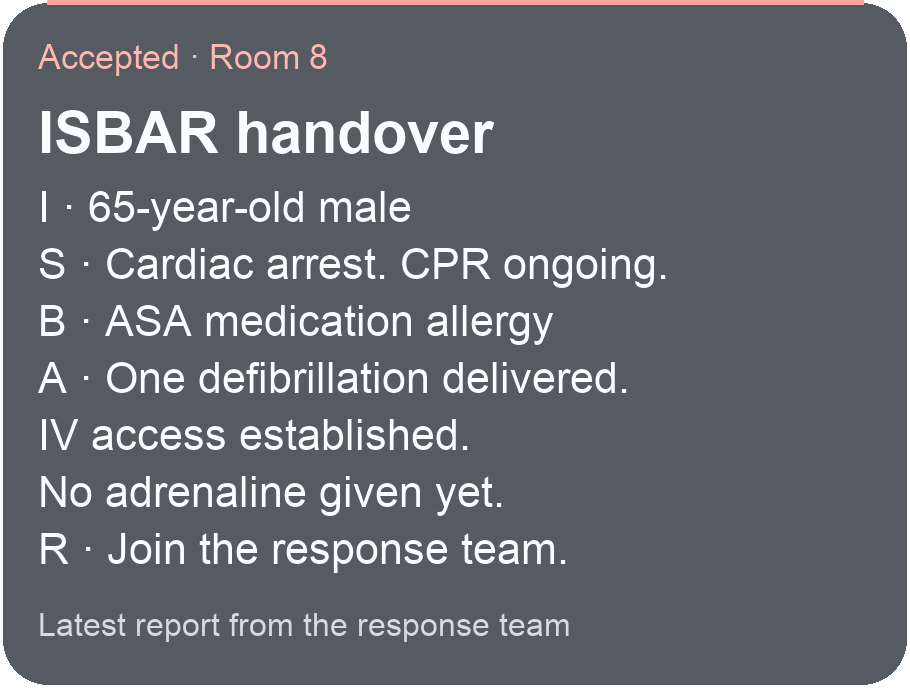 Accepted · Room 8
ISBAR handover
I · 65-year-old male
S · Cardiac arrest. CPR ongoing.
B · ASA medication allergy
A · One defibrillation delivered.
IV access established.
No adrenaline given yet.
R · Join the response team.
Latest report from the response team